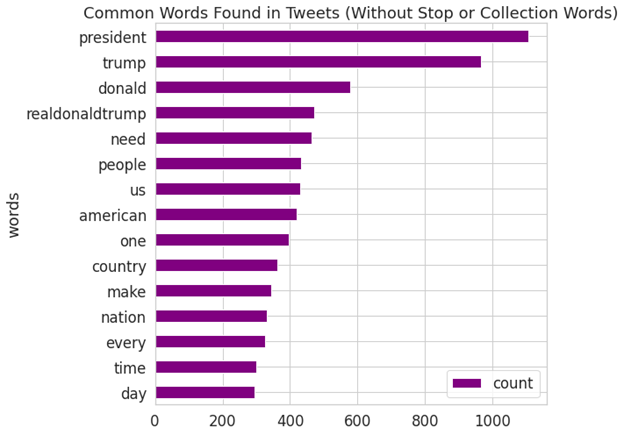 Common Words Found in Tweets (Without Stop or Collection Words)
president
trump
donald
realdonaldtrump
need
people
us
american
one
country
make
nation
every
time
day
words
count
0 200 400 600 800 1000